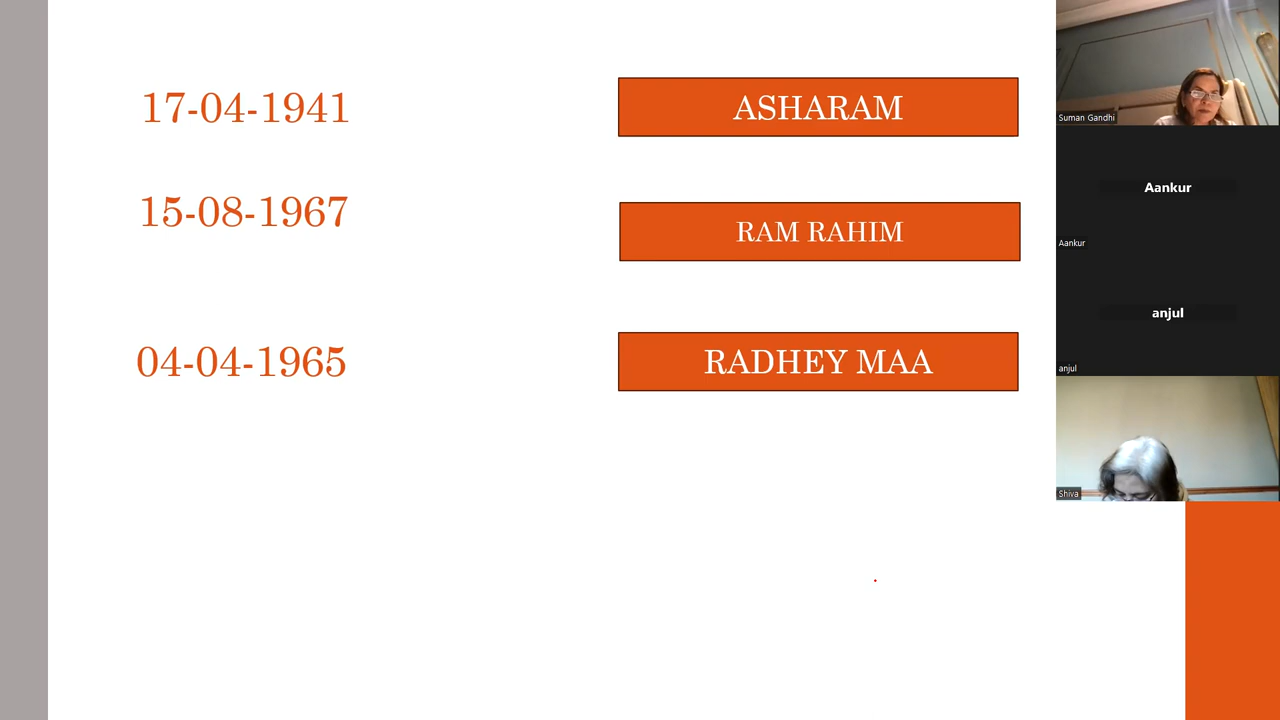 17-04-1941
ASHARAM
15-08-1967
RAM RAHIM
04-04-1965
RADHEY MAA
Suman Gandhi
Aankur
Aankur
anjul
anjul
Shiva